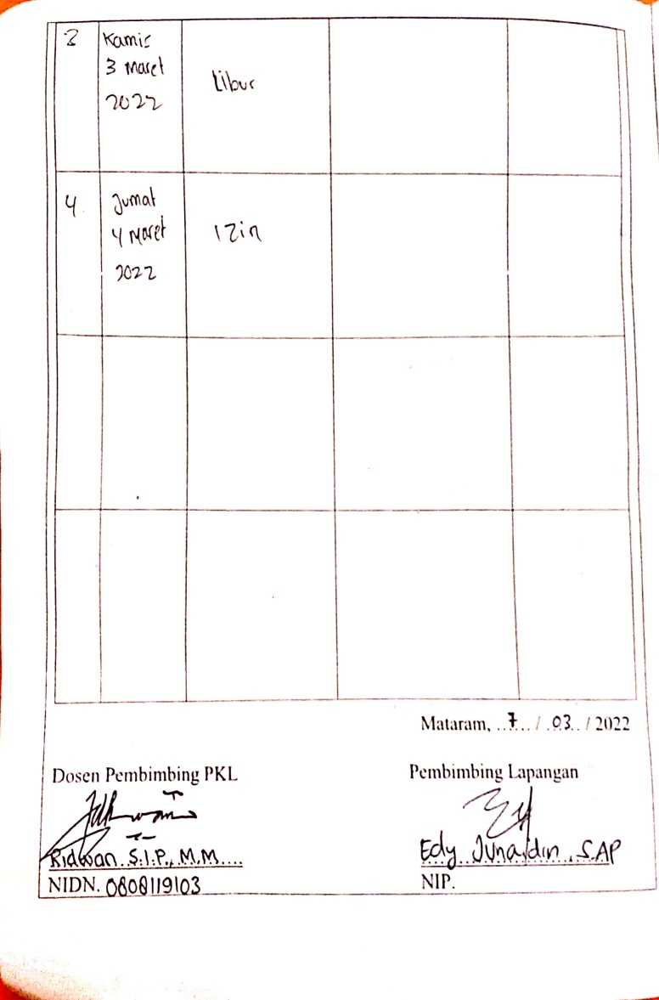 3
Kamis
3 Maret
2022
Libur
4.
Jumat
4 Maret
2022
Izin
Mataram, ..7.. / .03.. / 2022
Dosen Pembimbing PKL
Pembimbing Lapangan
Ridwan S.I.P., M.M....
Edy Junaidin, S.AP
NIDN. 0808119103
NIP.